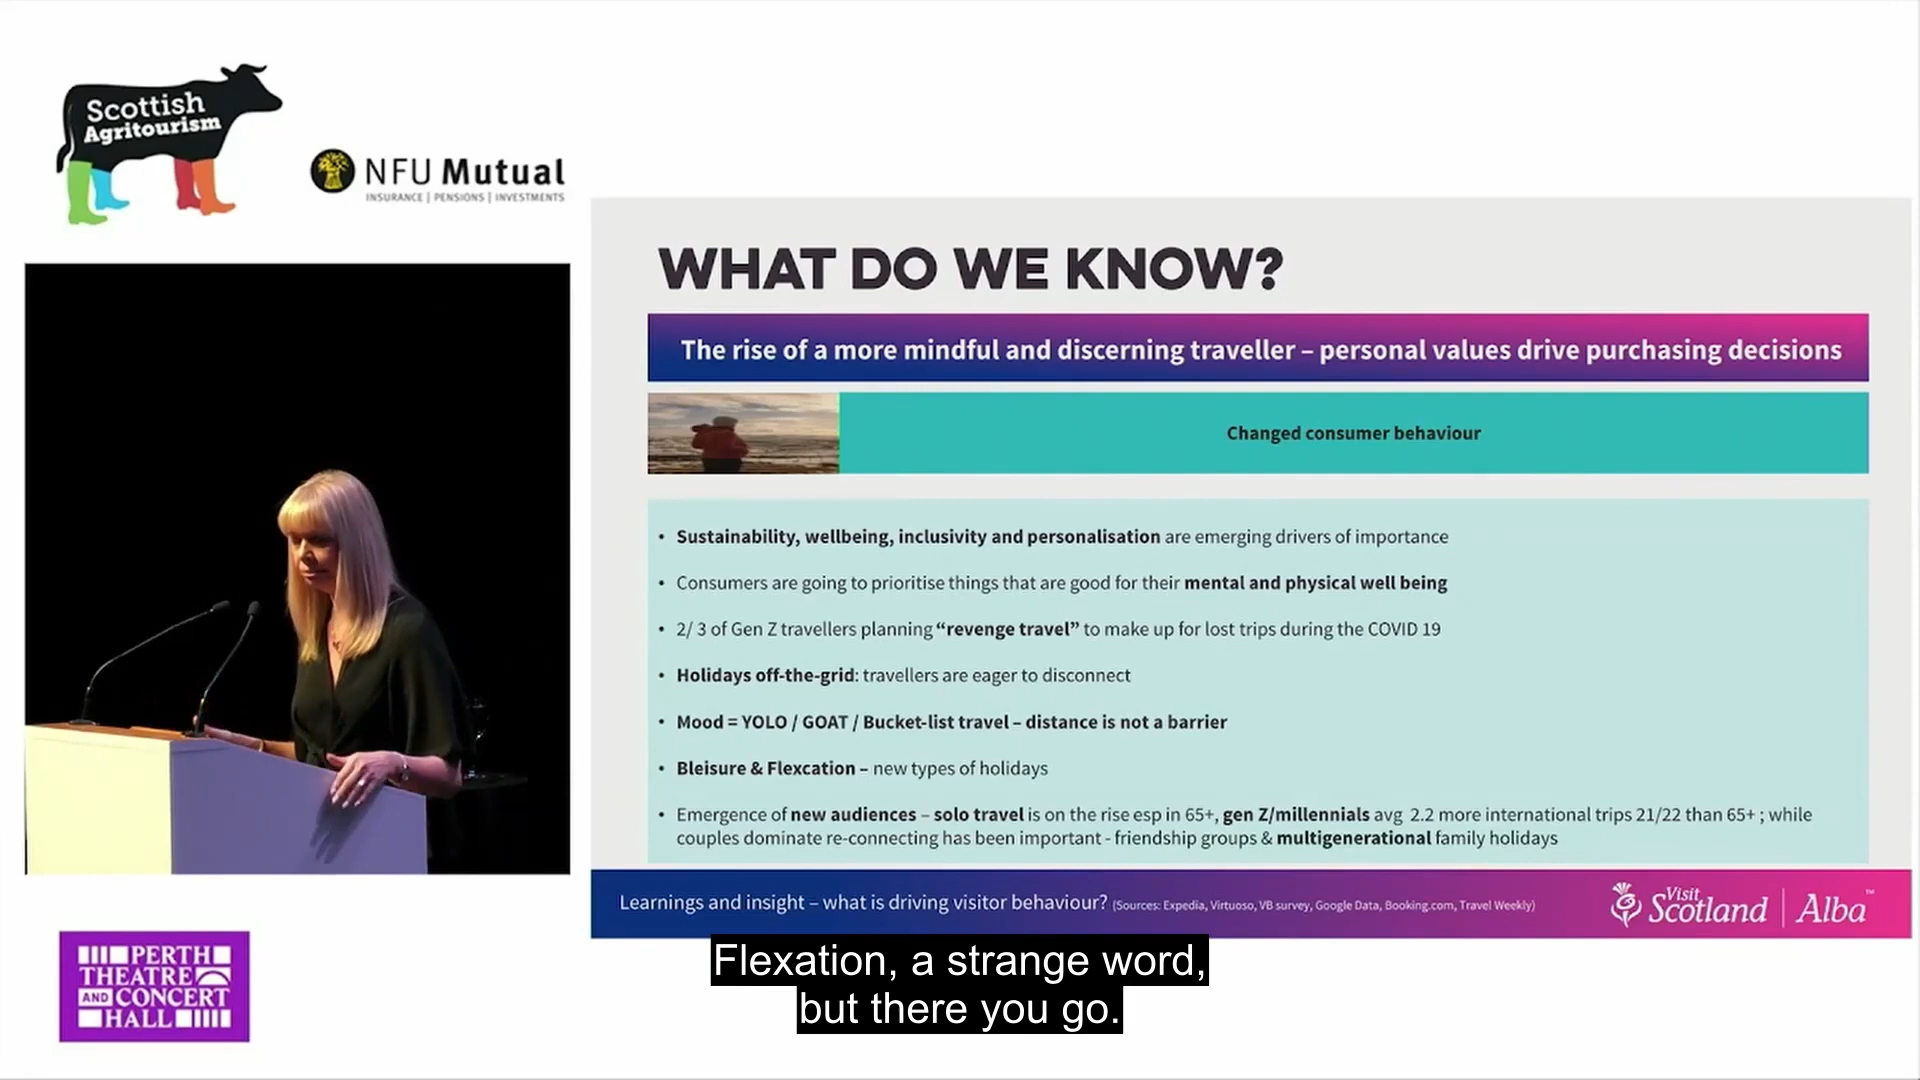 Scottish
Agritourism
NFU Mutual
INSURANCE | PENSIONS | INVESTMENTS
WHAT DO WE KNOW?
The rise of a more mindful and discerning traveller – personal values drive purchasing decisions
Changed consumer behaviour
• Sustainability, wellbeing, inclusivity and personalisation are emerging drivers of importance
• Consumers are going to prioritise things that are good for their mental and physical well being
• 2/ 3 of Gen Z travellers planning “revenge travel” to make up for lost trips during the COVID 19
• Holidays off-the-grid: travellers are eager to disconnect
• Mood = YOLO / GOAT / Bucket-list travel – distance is not a barrier
• Bleisure & Flexcation – new types of holidays
• Emergence of new audiences – solo travel is on the rise esp in 65+, gen Z/millennials avg 2.2 more international trips 21/22 than 65+ ; while
couples dominate re-connecting has been important - friendship groups & multigenerational family holidays
Learnings and insight – what is driving visitor behaviour? (Sources: Expedia, Virtuoso, VB survey, Google Data, Booking.com, Travel Weekly)
Visit
Scotland | Alba™
PERTH
THEATRE
AND CONCERT
HALL
Flexation, a strange word,
but there you go.